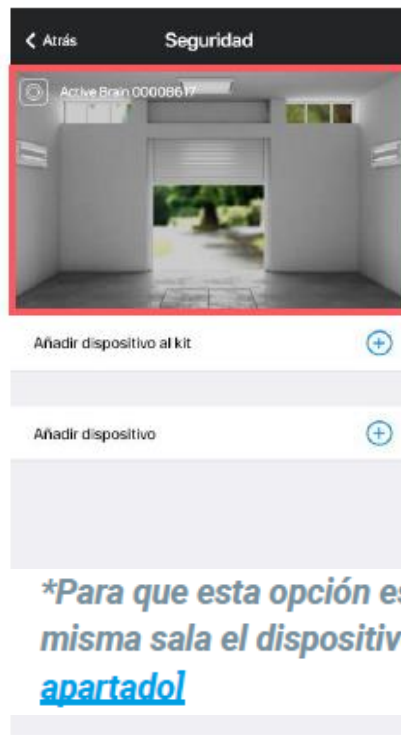 Atrás Seguridad
Active Brain 00008617
Añadir dispositivo al kit
Añadir dispositivo
*Para que esta opción es
misma sala el dispositiv
apartado]